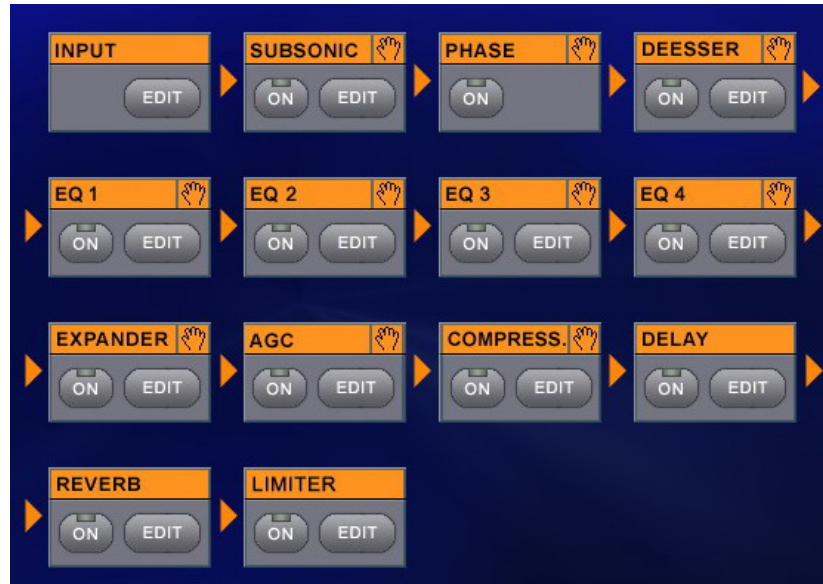 INPUT
EDIT
SUBSONIC
ON EDIT
PHASE
ON
DEESSER
ON EDIT
EQ 1
ON EDIT
EQ 2
ON EDIT
EQ 3
ON EDIT
EQ 4
ON EDIT
EXPANDER
ON EDIT
AGC
ON EDIT
COMPRESS.
ON EDIT
DELAY
ON EDIT
REVERB
ON EDIT
LIMITER
ON EDIT